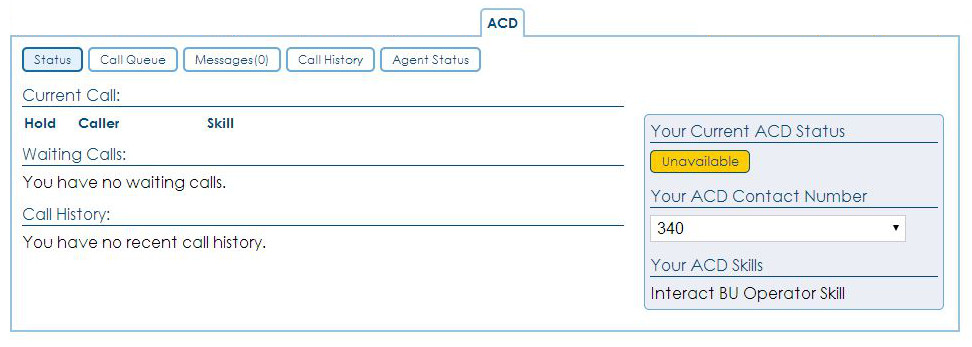 ACD
Status Call Queue Messages(0) Call History Agent Status
Current Call:
Hold Caller Skill
Waiting Calls:
You have no waiting calls.
Call History:
You have no recent call history.
Your Current ACD Status
Unavailable
Your ACD Contact Number
340
Your ACD Skills
Interact BU Operator Skill